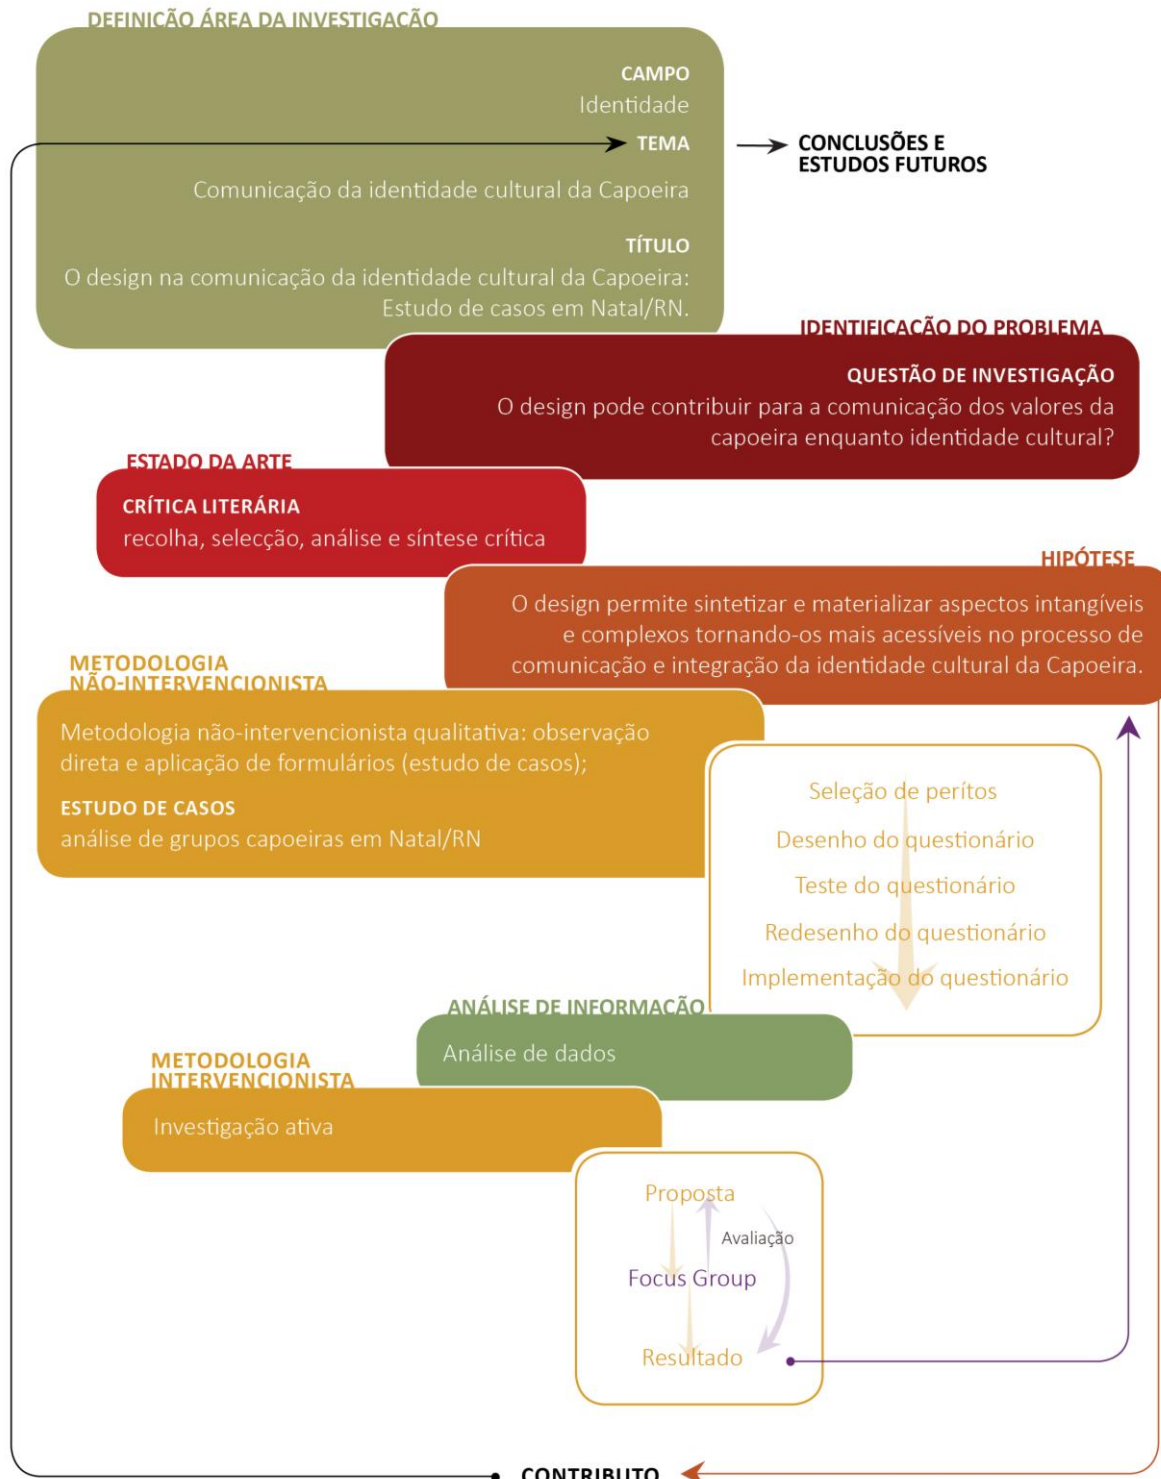 DEFINIÇÃO ÁREA DA INVESTIGAÇÃO
CAMPO
Identidade
TEMA
Comunicação da identidade cultural da Capoeira
TÍTULO
O design na comunicação da identidade cultural da Capoeira:
Estudo de casos em Natal/RN.
CONCLUSÕES E
ESTUDOS FUTUROS
IDENTIFICAÇÃO DO PROBLEMA
QUESTÃO DE INVESTIGAÇÃO
O design pode contribuir para a comunicação dos valores da
capoeira enquanto identidade cultural?
ESTADO DA ARTE
CRÍTICA LITERÁRIA
recolha, selecção, análise e síntese crítica
HIPÓTESE
O design permite sintetizar e materializar aspectos intangíveis
e complexos tornando-os mais acessíveis no processo de
comunicação e integração da identidade cultural da Capoeira.
METODOLOGIA
NÃO-INTERVENCIONISTA
Metodologia não-intervencionista qualitativa: observação
direta e aplicação de formulários (estudo de casos);
ESTUDO DE CASOS
análise de grupos capoeiras em Natal/RN
Seleção de perítos
Desenho do questionário
Teste do questionário
Redesenho do questionário
Implementação do questionário
ANÁLISE DE INFORMAÇÃO
Análise de dados
METODOLOGIA
INTERVENCIONISTA
Investigação ativa
Proposta
Avaliação
Focus Group
Resultado
CONTRIBUTO